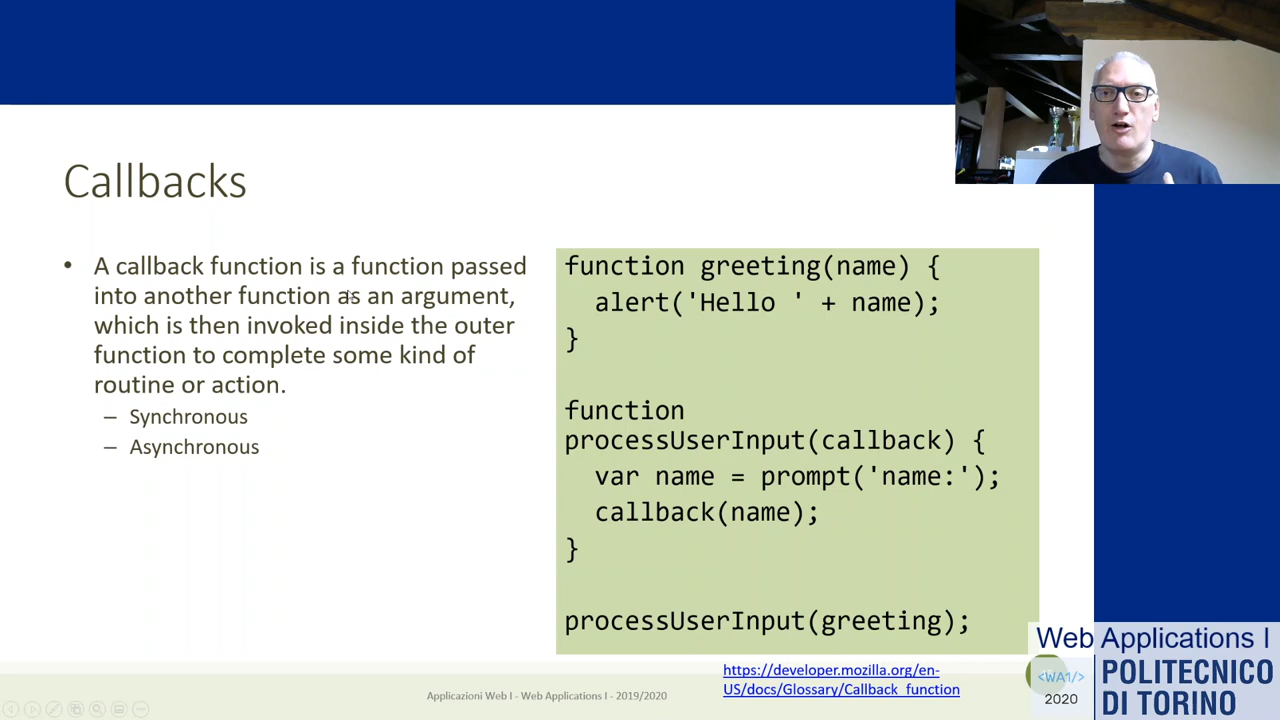 Callbacks
• A callback function is a function passed
into another function as an argument,
which is then invoked inside the outer
function to complete some kind of
routine or action.
– Synchronous
– Asynchronous
function greeting(name) {
alert('Hello ' + name);
}
function
processUserInput(callback) {
var name = prompt('name:');
callback(name);
}
processUserInput(greeting);
https://developer.mozilla.org/en-
US/docs/Glossary/Callback_function
Applicazioni Web I - Web Applications I - 2019/2020
Web Applications I
<WA1/>
2020
POLITECNICO
DI TORINO